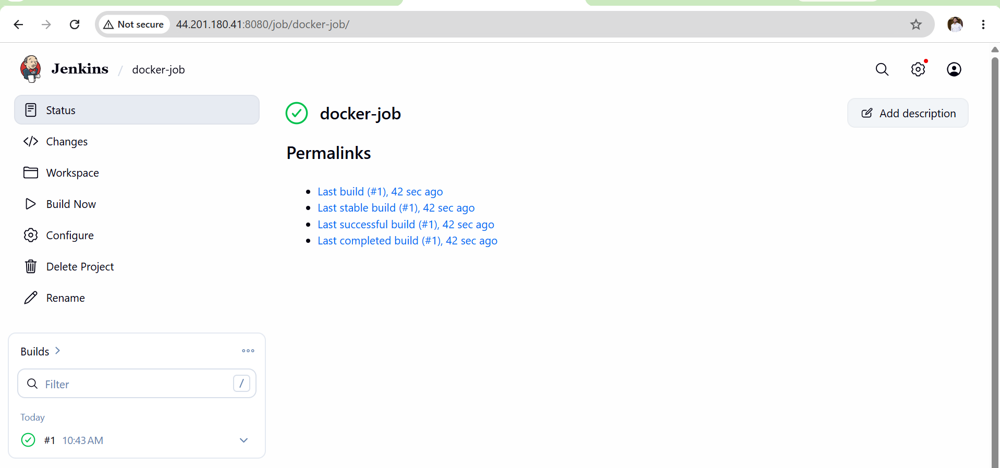 Not secure 44.201.180.41:8080/job/docker-job/
Jenkins / docker-job
Status
Changes
Workspace
Build Now
Configure
Delete Project
Rename
Builds
Filter /
Today
#1 10:43 AM
docker-job
Add description
Permalinks
Last build (#1), 42 sec ago
Last stable build (#1), 42 sec ago
Last successful build (#1), 42 sec ago
Last completed build (#1), 42 sec ago